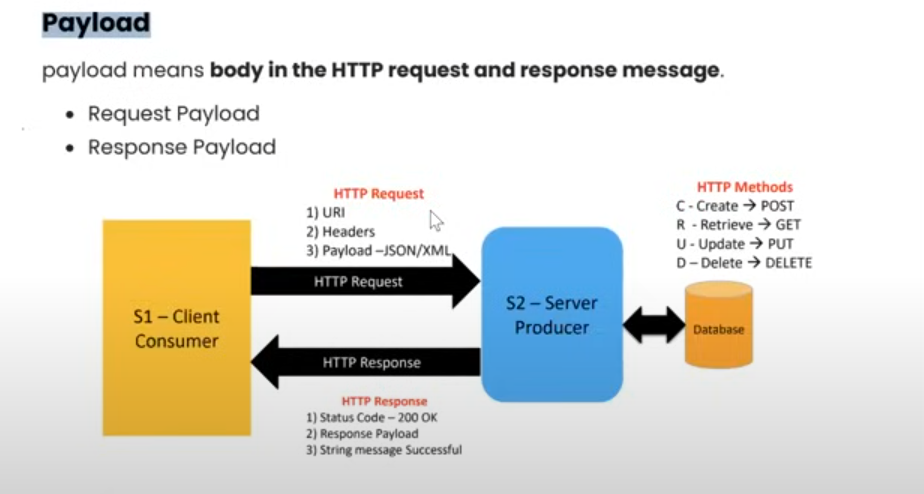 Payload
payload means body in the HTTP request and response message.
• Request Payload
• Response Payload
HTTP Request
1) URI
2) Headers
3) Payload –JSON/XML
HTTP Request
S1 – Client
Consumer
S2 – Server
Producer
HTTP Response
HTTP Response
1) Status Code – 200 OK
2) Response Payload
3) String message Successful
HTTP Methods
C - Create → POST
R - Retrieve → GET
U - Update → PUT
D – Delete → DELETE
Database